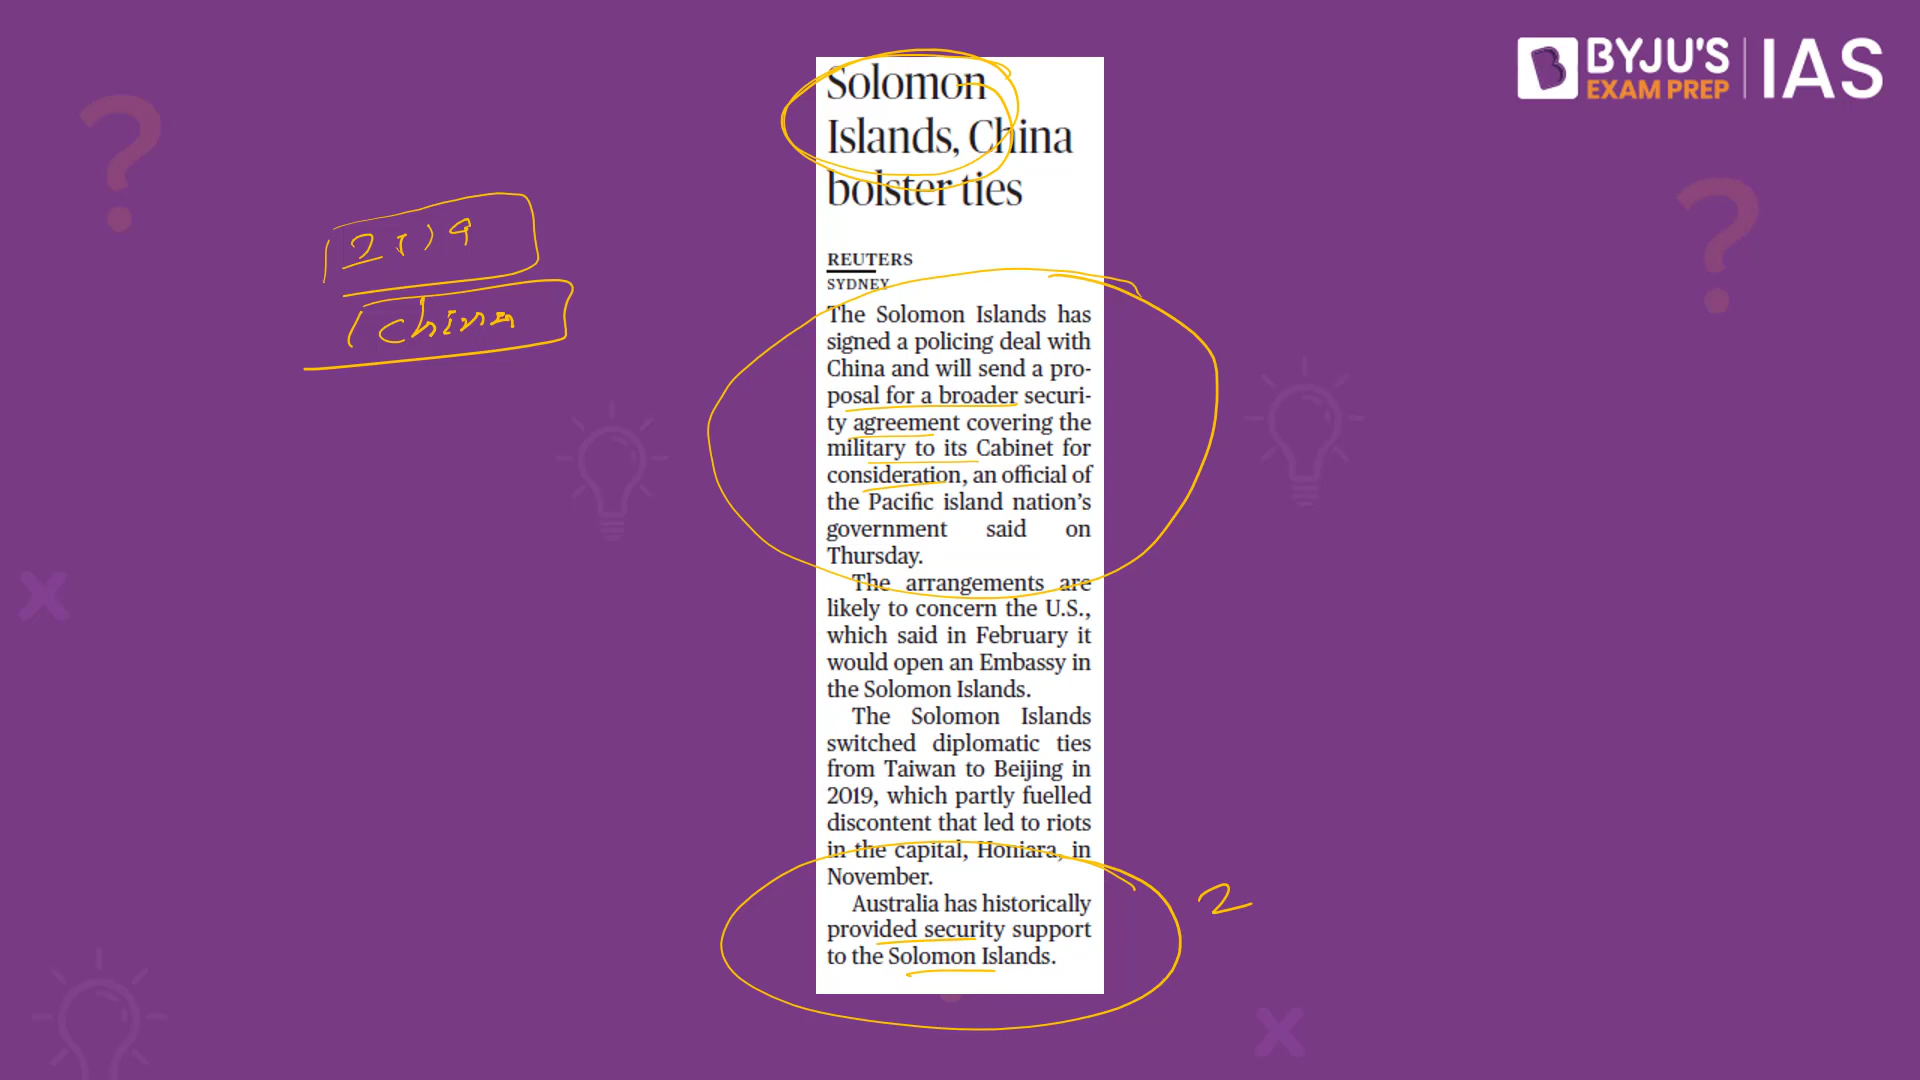 BYJU'S
EXAM PREP
IAS
Solomon
Islands, China
bolster ties
REUTERS
SYDNEY
The Solomon Islands has
signed a policing deal with
China and will send a pro-
posal for a broader securi-
ty agreement covering the
military to its Cabinet for
consideration, an official of
the Pacific island nation's
government said on
Thursday.
The arrangements are
likely to concern the U.S.,
which said in February it
would open an Embassy in
the Solomon Islands.
The Solomon Islands
switched diplomatic ties
from Taiwan to Beijing in
2019, which partly fuelled
discontent that led to riots
in the capital, Honiara, in
November.
Australia has historically
provided security support
to the Solomon Islands.
2019
China
2